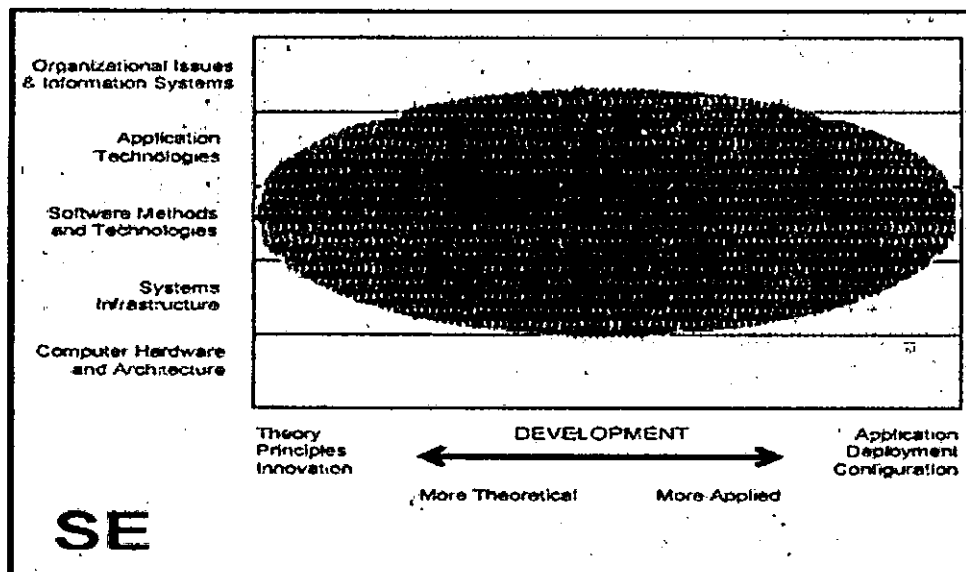 Organizational Issues
& Information Systems
Application
Technologies
Software Methods
and Technologies
Systems
Infrastructure
Computer Hardware
and Architecture
Theory
Principles
Innovation
DEVELOPMENT
Application
Deployment
Configuration
More Theoretical
More Applied
SE